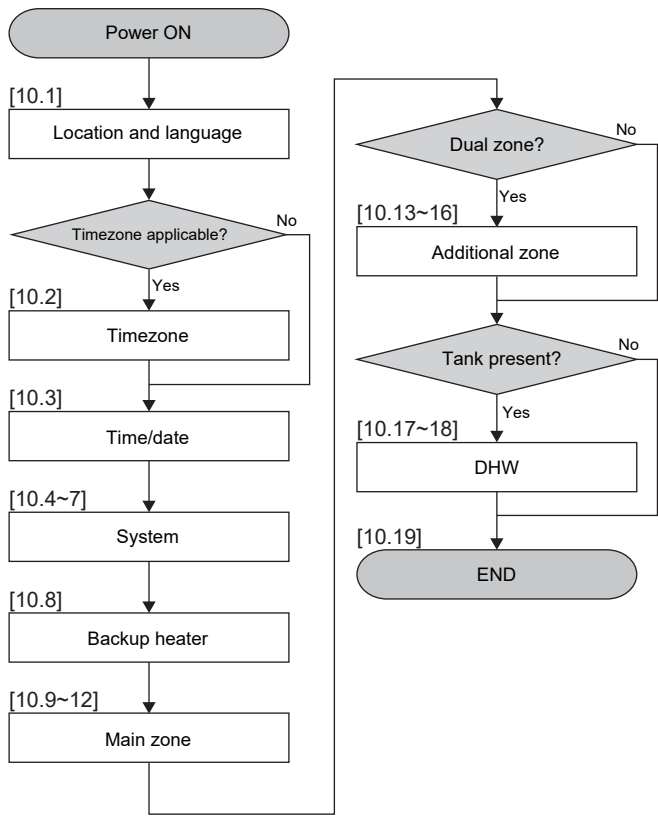 Power ON
[10.1]
Location and language
Timezone applicable?
No
Yes
[10.2]
Timezone
[10.3]
Time/date
[10.4~7]
System
[10.8]
Backup heater
[10.9~12]
Main zone
Dual zone?
No
Yes
[10.13~16]
Additional zone
Tank present?
No
Yes
[10.17~18]
DHW
[10.19]
END